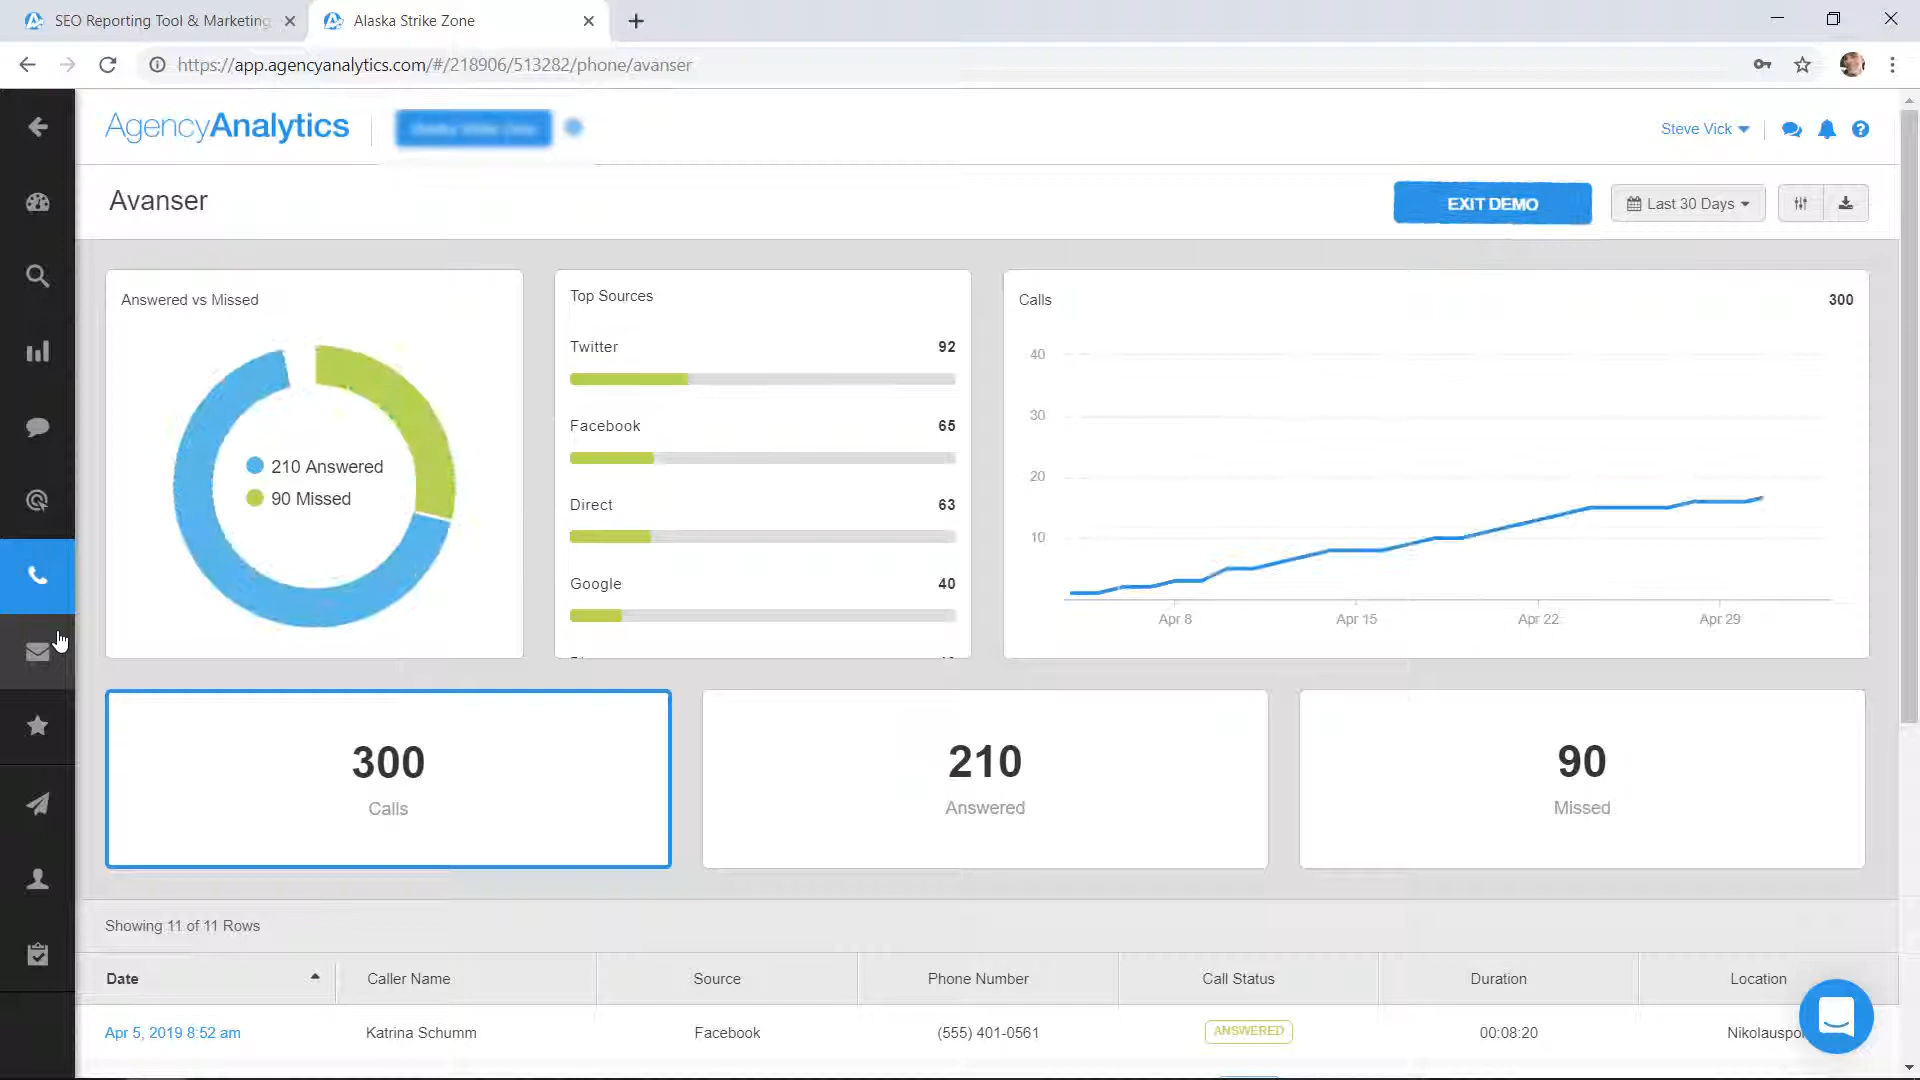 SEO Reporting Tool & Marketing
Alaska Strike Zone
https://app.agencyanalytics.com/#/218906/513282/phone/avanser
AgencyAnalytics
Alaska Strike Zone
Steve Vick
Avanser
EXIT DEMO
Last 30 Days
Answered vs Missed
210 Answered
90 Missed
Top Sources
Twitter 92
Facebook 65
Direct 63
Google 40
Calls 300
40
30
20
10
Apr 8 Apr 15 Apr 22 Apr 29
300
Calls
210
Answered
90
Missed
Showing 11 of 11 Rows
Date Caller Name Source Phone Number Call Status Duration Location
Apr 5, 2019 8:52 am Katrina Schumm Facebook (555) 401-0561 ANSWERED 00:08:20